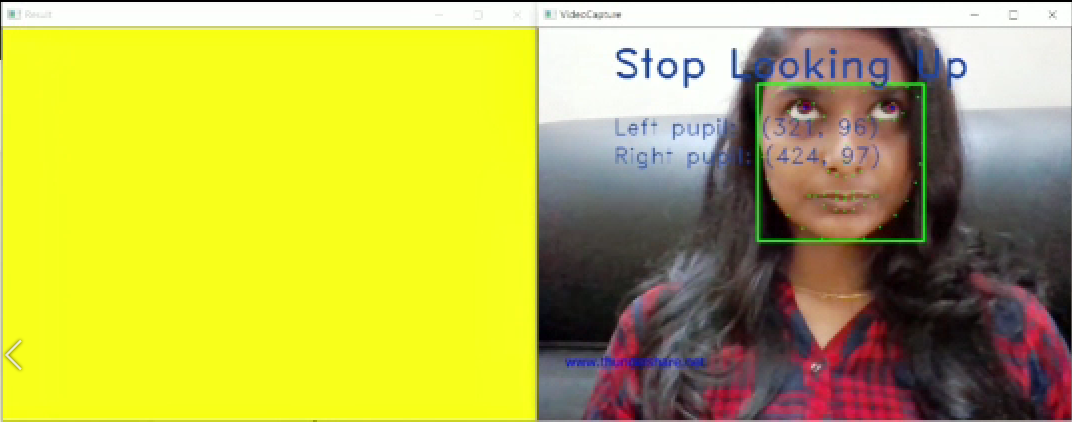 Result
VideoCapture
Stop Looking Up
Left pupil: (321, 96)
Right pupil: (424, 97)
www.thundershare.net